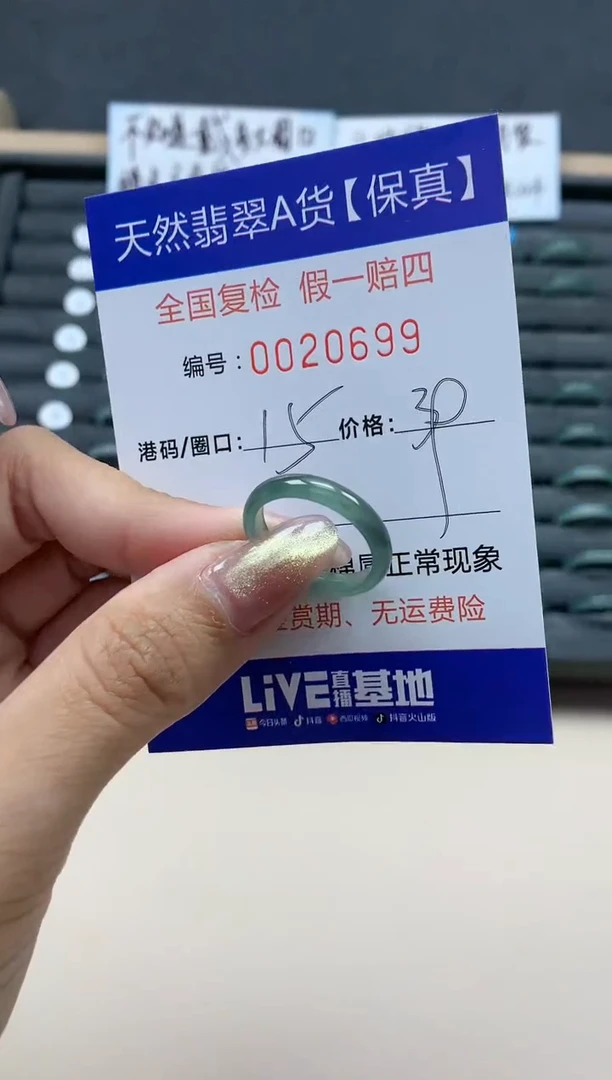 天然翡翠A货【保真】
全国复检 假一赔四
编号：0020699
港码/圈口：15 价格：
属正常现象
赏期、无运费险
LiVE直播基地
今日头条 抖音 西瓜视频 抖音火山版